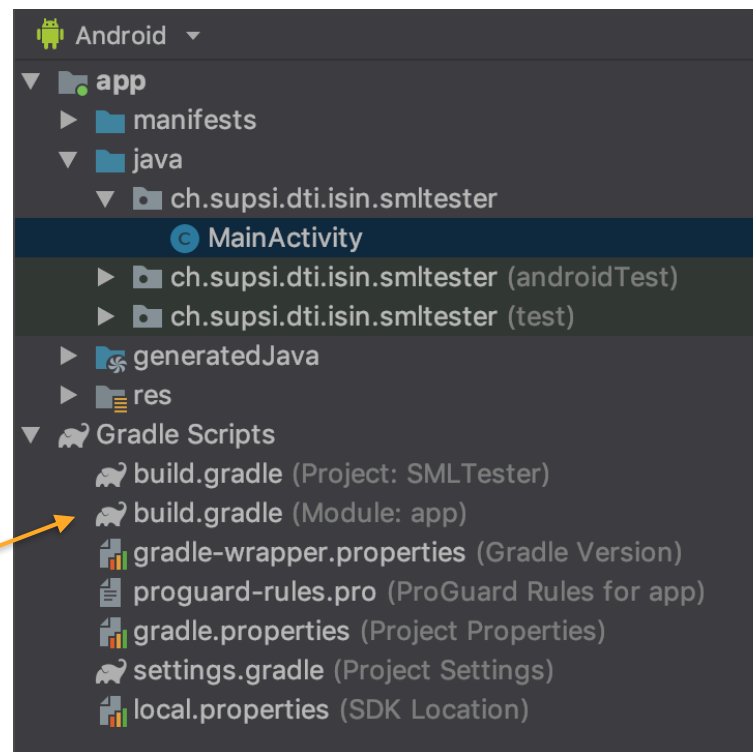 Android
app
manifests
java
ch.supsi.dti.isin.smltester
C MainActivity
ch.supsi.dti.isin.smltester (androidTest)
ch.supsi.dti.isin.smltester (test)
generatedJava
res
Gradle Scripts
build.gradle (Project: SMLTester)
build.gradle (Module: app)
gradle-wrapper.properties (Gradle Version)
proguard-rules.pro (ProGuard Rules for app)
gradle.properties (Project Properties)
settings.gradle (Project Settings)
local.properties (SDK Location)